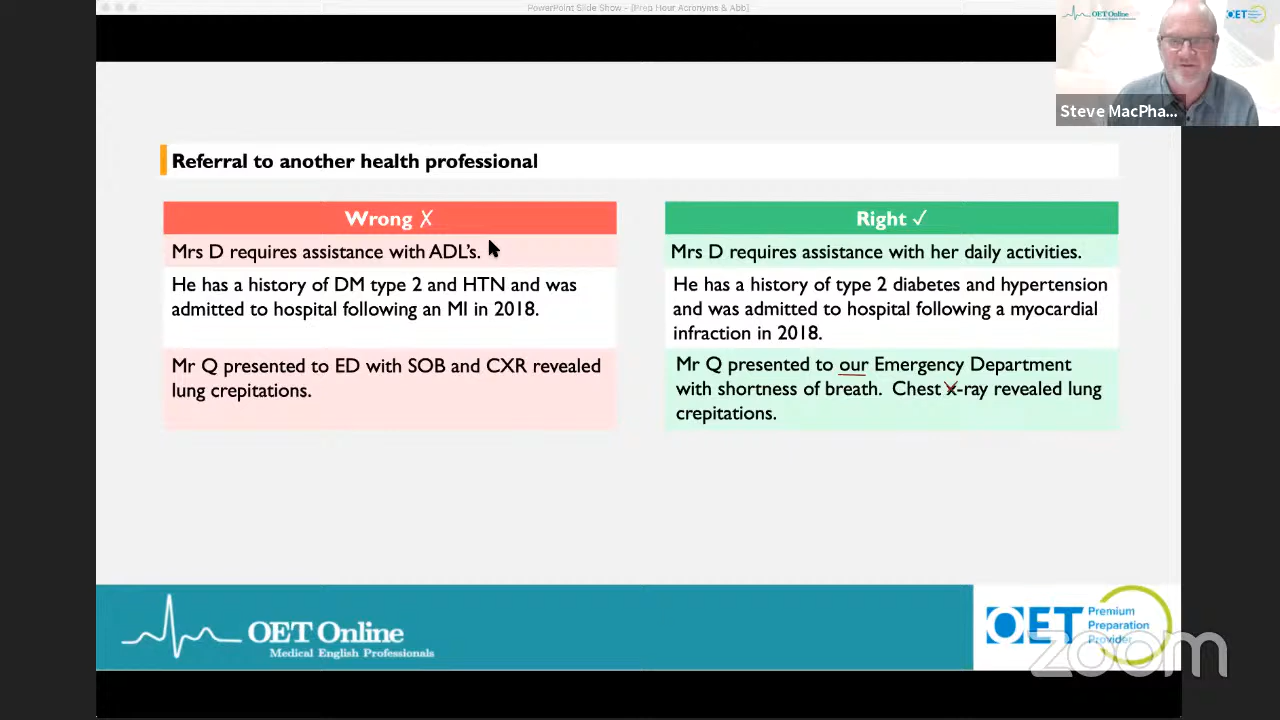 PowerPoint Slide Show - [Prep Hour Acronyms & Abb]
OET Online
OET
Steve MacPha...
Referral to another health professional
Wrong ✗
Right ✓
Mrs D requires assistance with ADL's.
Mrs D requires assistance with her daily activities.
He has a history of DM type 2 and HTN and was
admitted to hospital following an MI in 2018.
He has a history of type 2 diabetes and hypertension
and was admitted to hospital following a myocardial
infraction in 2018.
Mr Q presented to ED with SOB and CXR revealed
lung crepitations.
Mr Q presented to our Emergency Department
with shortness of breath. Chest x-ray revealed lung
crepitations.
OET Online
Medical English Professionals
OET
Premium
Preparation
Provider
zoom